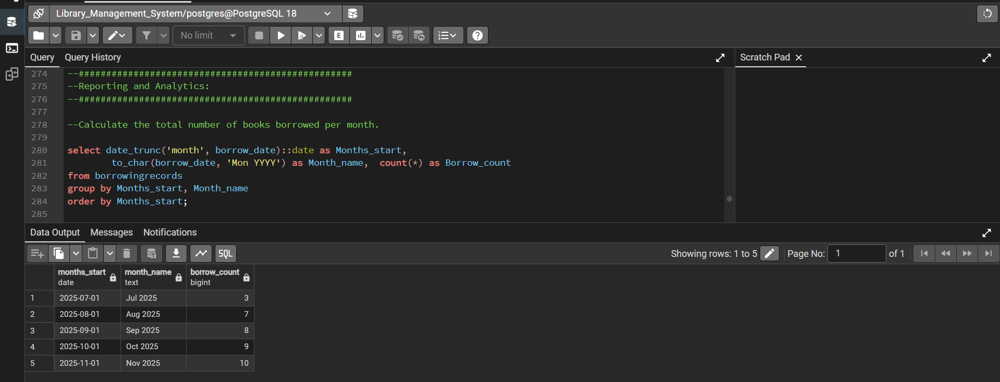 Library_Management_System/postgres@PostgreSQL 18
No limit
E
Query Query History
Scratch Pad
274 --##################################################
275 --Reporting and Analytics:
276 --##################################################
277
278 --Calculate the total number of books borrowed per month.
279
280 select date_trunc('month', borrow_date)::date as Months_start,
281 to_char(borrow_date, 'Mon YYYY') as Month_name, count(*) as Borrow_count
282 from borrowingrecords
283 group by Months_start, Month_name
284 order by Months_start;
285
Data Output Messages Notifications
SQL Showing rows: 1 to 5 Page No: 1 of 1
months_start month_name borrow_count
date text bigint
1 2025-07-01 Jul 2025 3
2 2025-08-01 Aug 2025 7
3 2025-09-01 Sep 2025 8
4 2025-10-01 Oct 2025 9
5 2025-11-01 Nov 2025 10